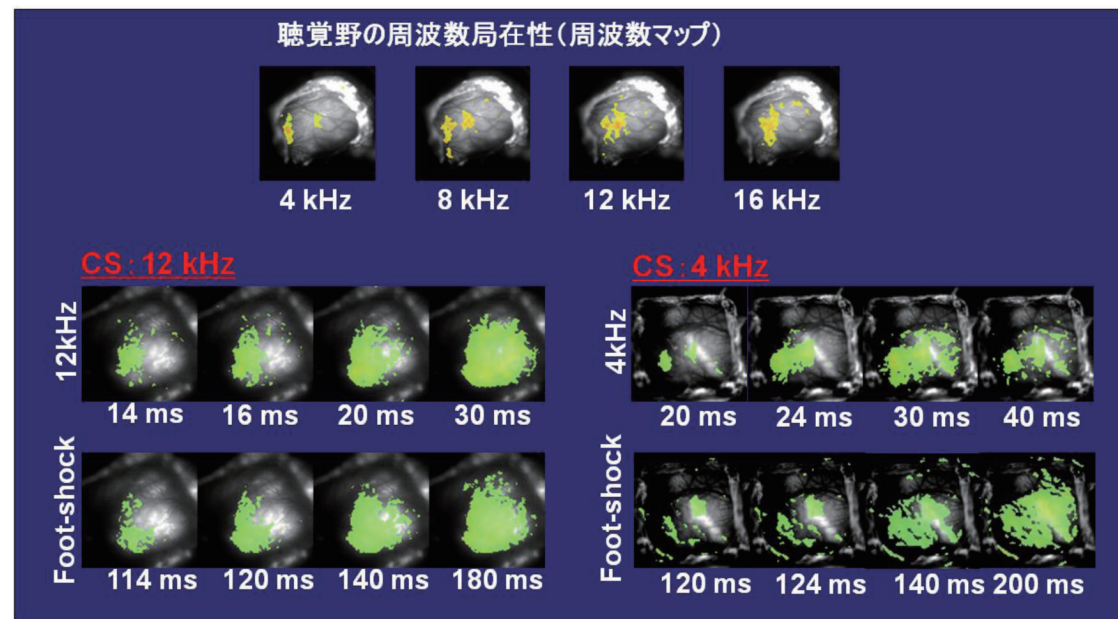 聴覚野の周波数局在性（周波数マップ）
4 kHz 8 kHz 12 kHz 16 kHz
CS：12 kHz
12kHz
14 ms 16 ms 20 ms 30 ms
Foot-shock
114 ms 120 ms 140 ms 180 ms
CS：4 kHz
4kHz
20 ms 24 ms 30 ms 40 ms
Foot-shock
120 ms 124 ms 140 ms 200 ms